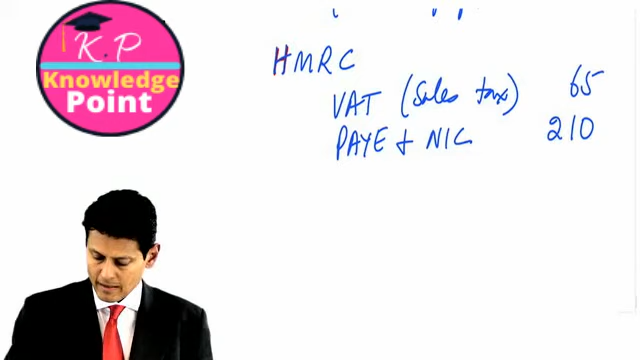 K.P
Knowledge
Point
HMRC
VAT (Sales tax) 65
PAYE + NIC 210